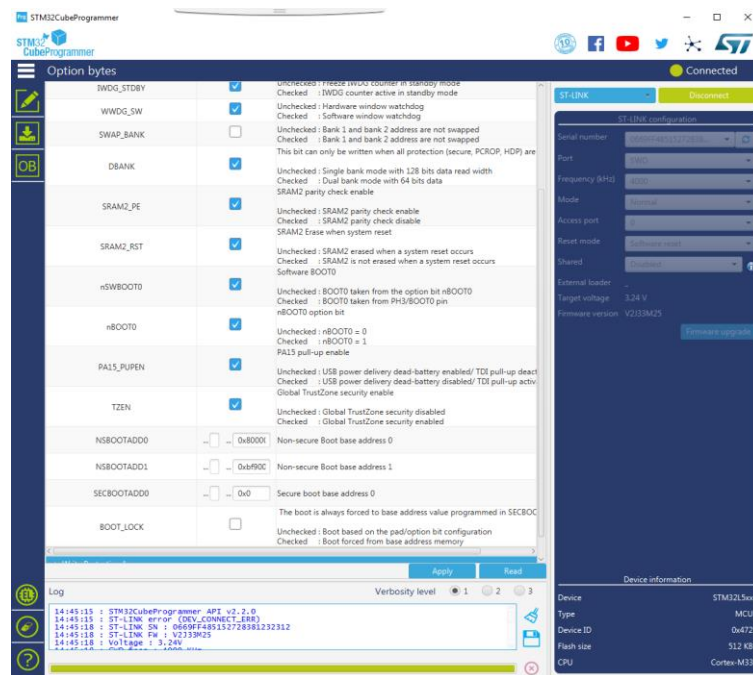 STM32CubeProgrammer
STM32
CubeProgrammer
Option bytes
Connected
IWDG_STDBY
Unchecked : Freeze IWDG counter in standby mode
Checked : IWDG counter active in standby mode
WWDG_SW
Unchecked : Hardware window watchdog
Checked : Software window watchdog
SWAP_BANK
Unchecked : Bank 1 and bank 2 address are not swapped
Checked : Bank 1 and bank 2 address are not swapped
DBANK
This bit can only be written when all protection (secure, PCROP, HDP) are
Unchecked : Single bank mode with 128 bits data read width
Checked : Dual bank mode with 64 bits data
SRAM2_PE
SRAM2 parity check enable
Unchecked : SRAM2 parity check enable
Checked : SRAM2 parity check disable
SRAM2_RST
SRAM2 Erase when system reset
Unchecked : SRAM2 erased when a system reset occurs
Checked : SRAM2 is not erased when a system reset occurs
nSWBOOT0
Software BOOT0
Unchecked : BOOT0 taken from the option bit nBOOT0
Checked : BOOT0 taken from PH3/BOOT0 pin
nBOOT0
nBOOT0 option bit
Unchecked : nBOOT0 = 0
Checked : nBOOT0 = 1
PA15_PUPEN
PA15 pull-up enable
Unchecked : USB power delivery dead-battery enabled/ TDI pull-up deact
Checked : USB power delivery dead-battery disabled/ TDI pull-up activ
TZEN
Global TrustZone security enable
Unchecked : Global TrustZone security disabled
Checked : Global TrustZone security enabled
NSBOOTADD0 ... 0x8000 Non-secure Boot base address 0
NSBOOTADD1 ... 0xbf900 Non-secure Boot base address 1
SECBOOTADD0 ... 0x0 Secure boot base address 0
BOOT_LOCK
The boot is always forced to base address value programmed in SECBOO
Unchecked : Boot based on the pad/option bit configuration
Checked : Boot forced from base address memory
Apply Read
Log Verbosity level 1 2 3
14:45:15 : STM32CubeProgrammer API v2.2.0
14:45:15 : ST-LINK error (DEV_CONNECT_ERR)
14:45:18 : ST-LINK SN : 0669FF485152728381232312
14:45:18 : ST-LINK FW : V2J33M25
14:45:18 : Voltage : 3.24V
ST-LINK Disconnect
ST-LINK configuration
Serial number
Port SWD
Frequency (kHz) 4000
Mode Normal
Access port 0
Reset mode Software reset
Shared Disabled
External loader _
Target voltage 3.24 V
Firmware version V2J33M25
Firmware upgrade
Device information
Device STM32L5xx
Type MCU
Device ID 0x472
Flash size 512 KB
CPU Cortex-M33
OB